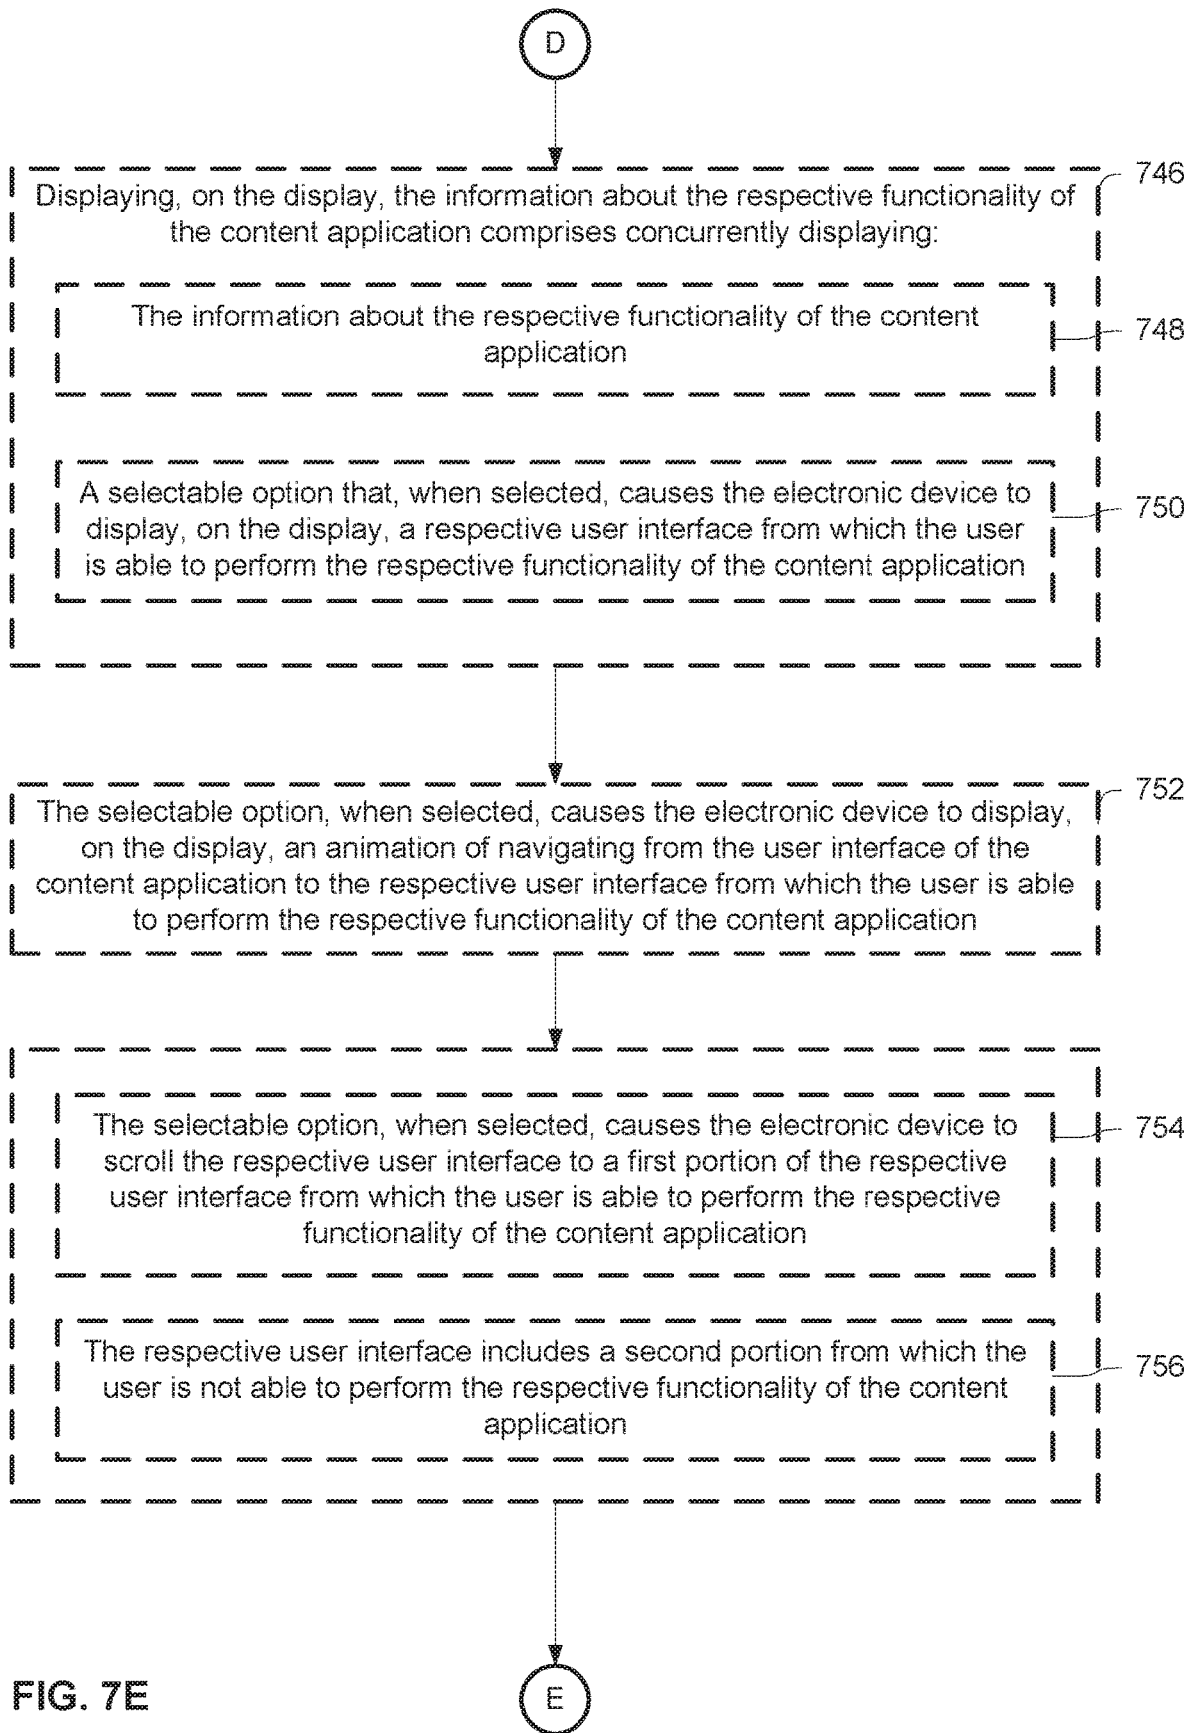 D
746
Displaying, on the display, the information about the respective functionality of
the content application comprises concurrently displaying:
The information about the respective functionality of the content
application
748
A selectable option that, when selected, causes the electronic device to
display, on the display, a respective user interface from which the user
is able to perform the respective functionality of the content application
750
752
The selectable option, when selected, causes the electronic device to display,
on the display, an animation of navigating from the user interface of the
content application to the respective user interface from which the user is able
to perform the respective functionality of the content application
The selectable option, when selected, causes the electronic device to
scroll the respective user interface to a first portion of the respective
user interface from which the user is able to perform the respective
functionality of the content application
754
The respective user interface includes a second portion from which the
user is not able to perform the respective functionality of the content
application
756
FIG. 7E
E